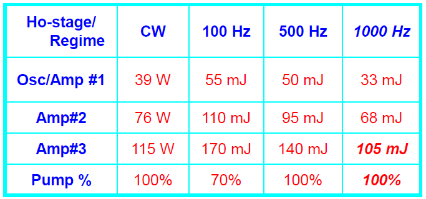 Ho-stage/ Regime CW 100 Hz 500 Hz 1000 Hz
Osc/Amp #1 39 W 55 mJ 50 mJ 33 mJ
Amp#2 76 W 110 mJ 95 mJ 68 mJ
Amp#3 115 W 170 mJ 140 mJ 105 mJ
Pump % 100% 70% 100% 100%